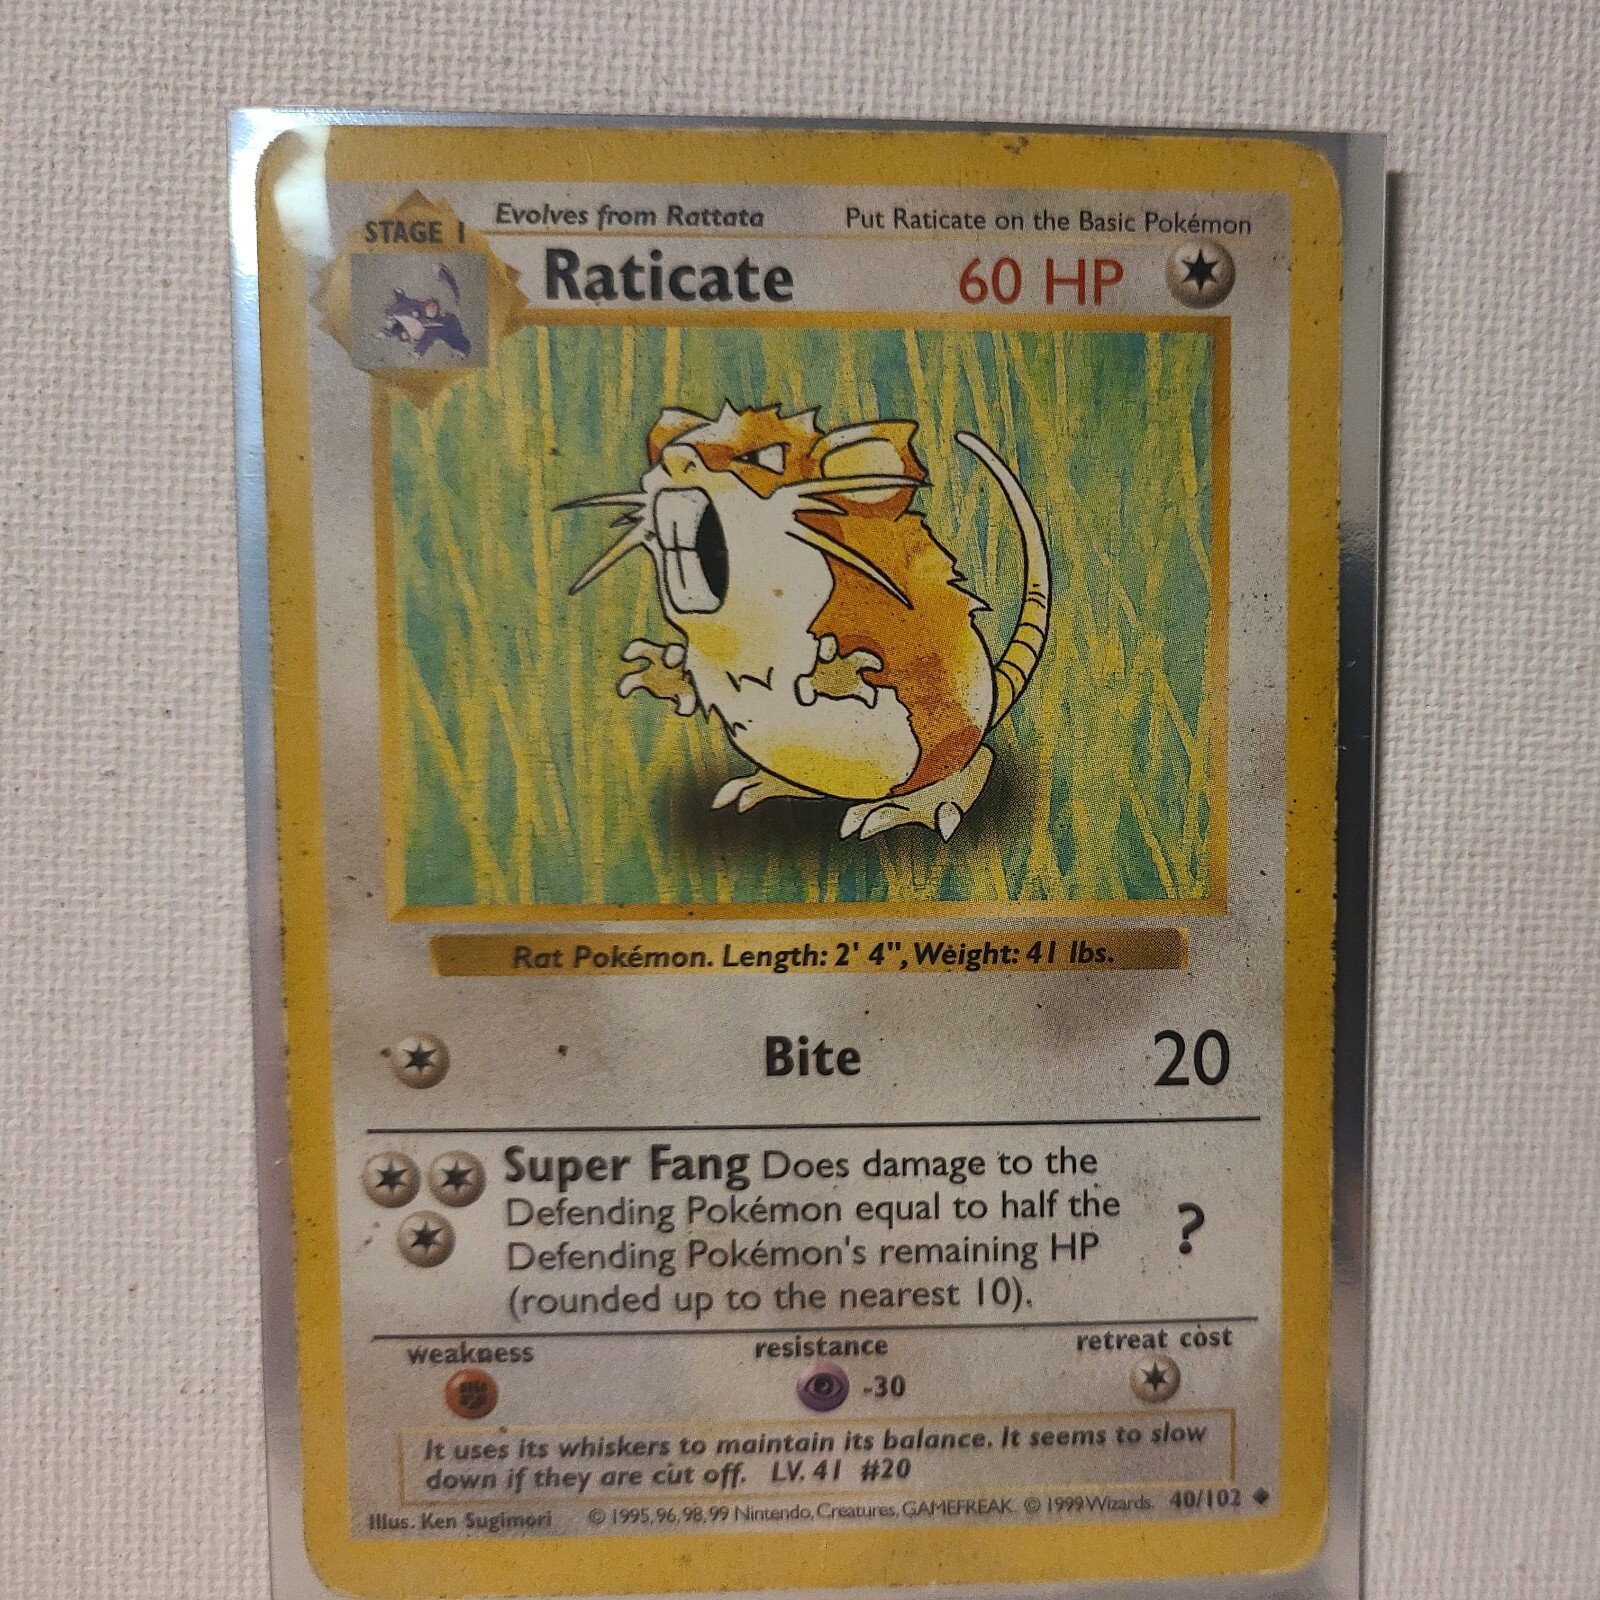 STAGE 1
Evolves from Rattata
Put Raticate on the Basic Pokémon
Raticate
60 HP
Rat Pokémon. Length: 2' 4", Weight: 41 lbs.
Bite
20
Super Fang Does damage to the
Defending Pokémon equal to half the
Defending Pokémon's remaining HP
(rounded up to the nearest 10).
?
weakness
resistance
retreat cost
-30
It uses its whiskers to maintain its balance. It seems to slow
down if they are cut off. LV. 41 #20
Illus. Ken Sugimori
© 1995, 96, 98, 99 Nintendo, Creatures, GAMEFREAK. © 1999 Wizards.
40/102